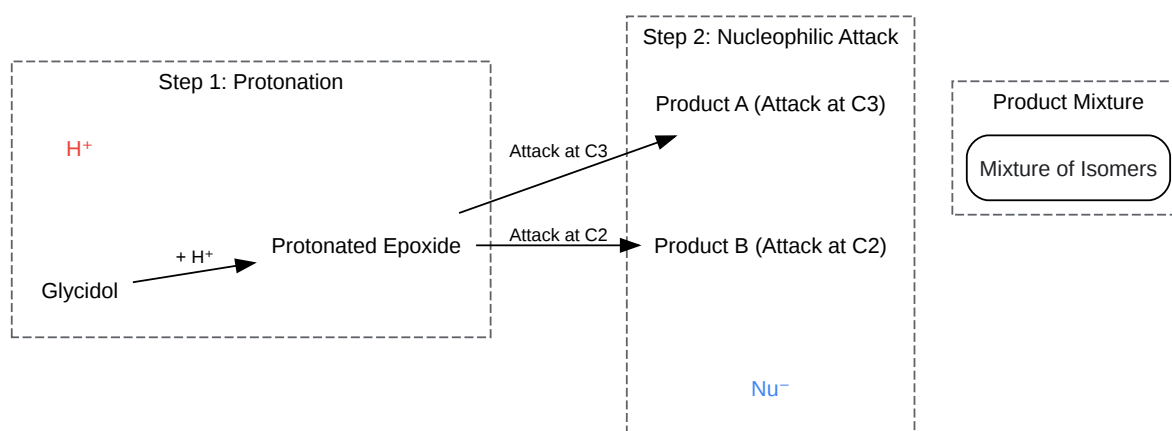 Step 1: Protonation
H⁺
Glycidol
+ H⁺
Protonated Epoxide
Attack at C3
Attack at C2
Step 2: Nucleophilic Attack
Product A (Attack at C3)
Product B (Attack at C2)
Nu⁻
Product Mixture
Mixture of Isomers